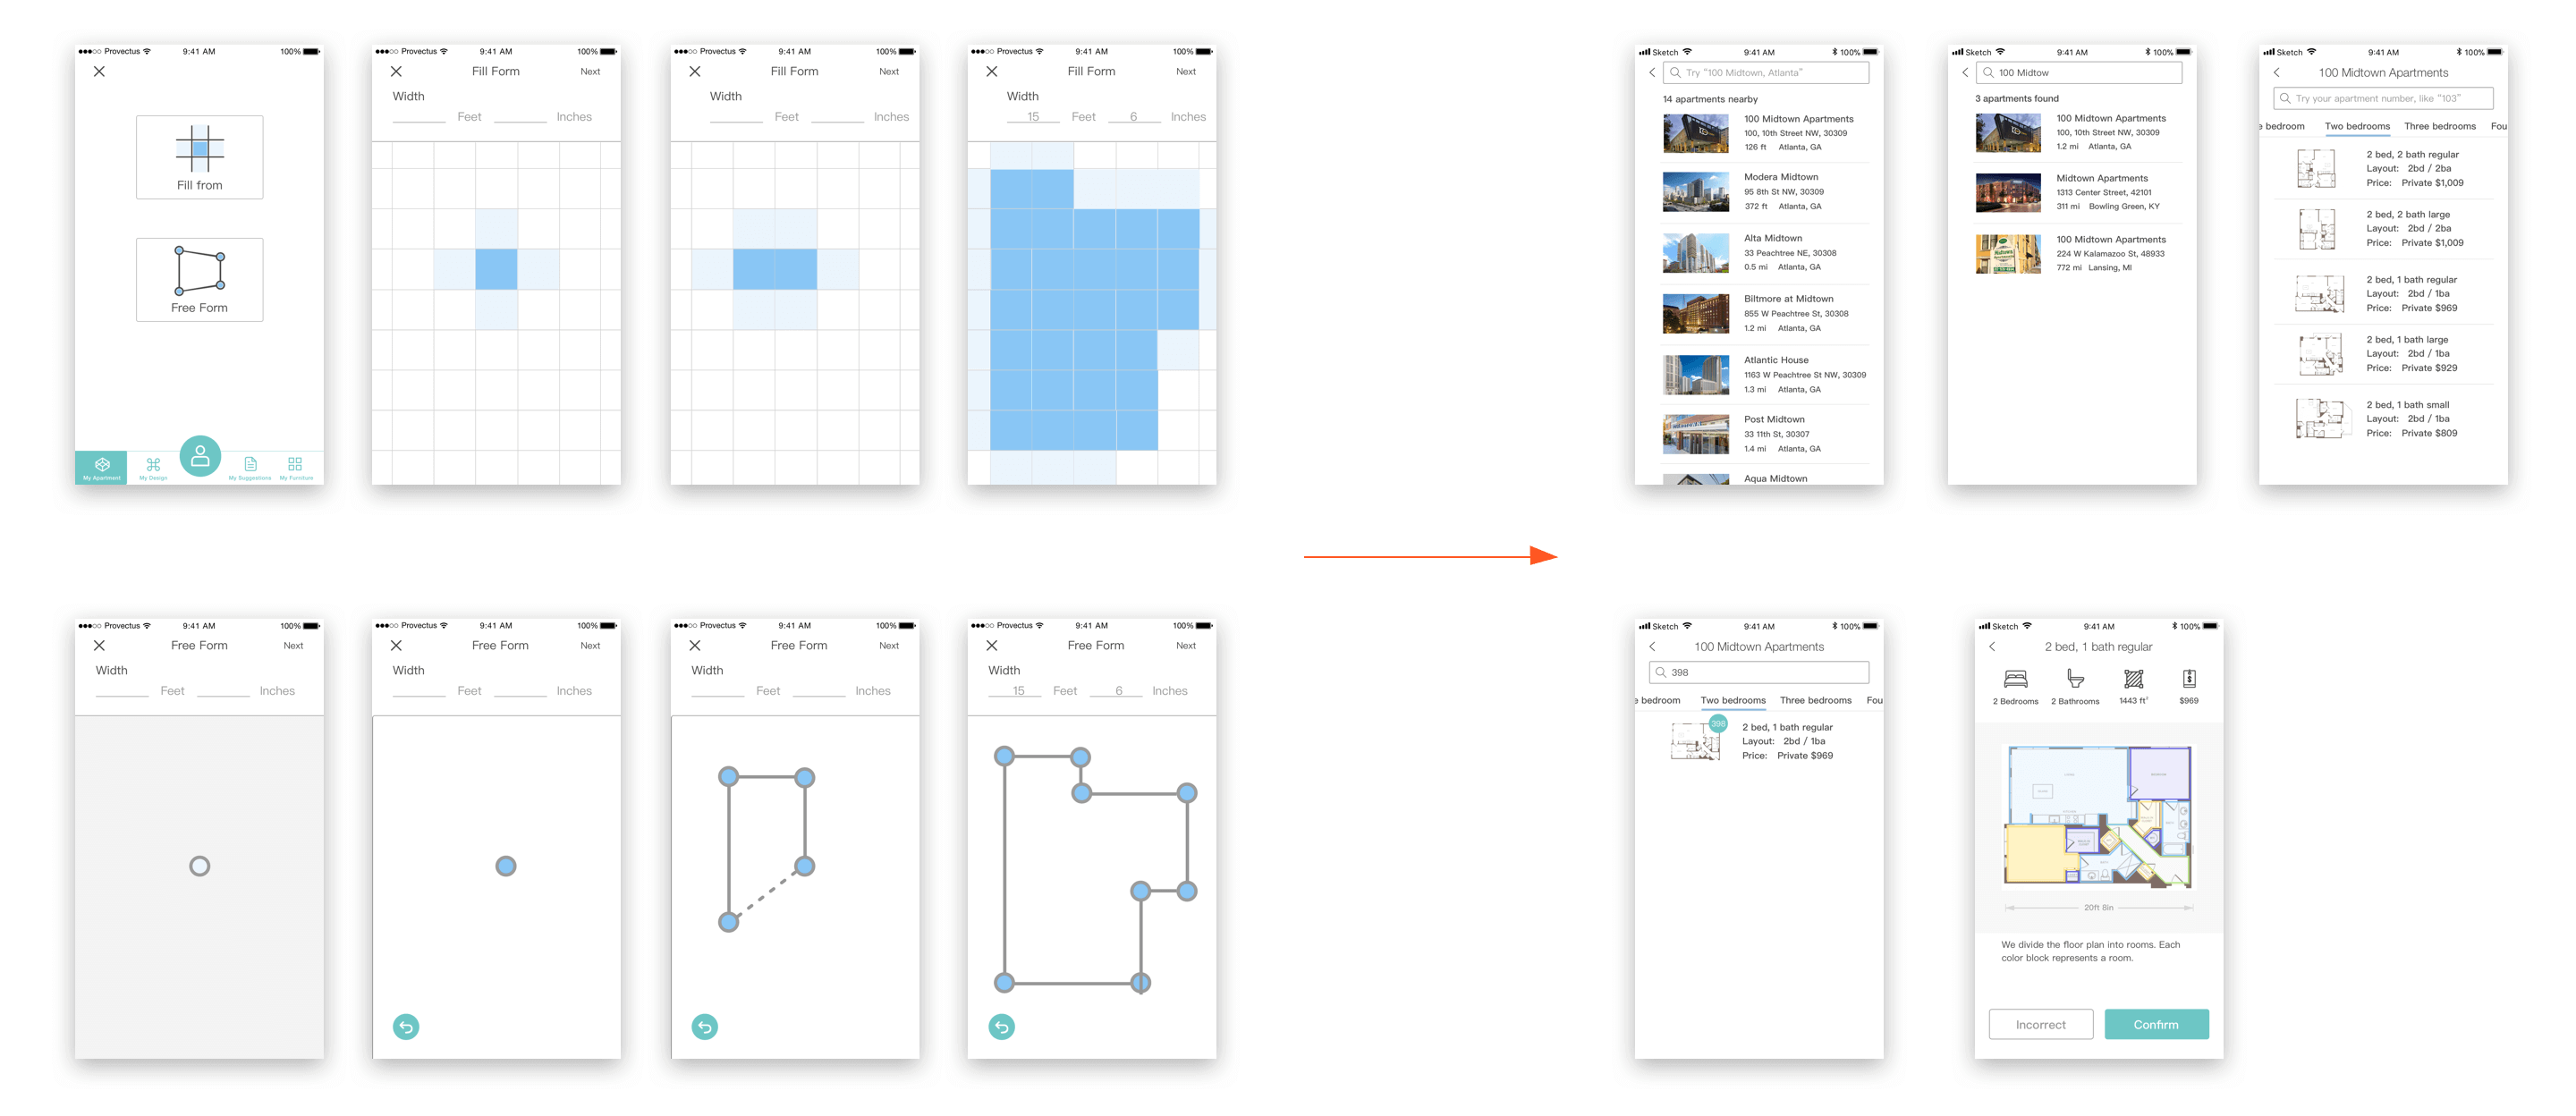 Provectus 9:41 AM 100%
Fill from
Free Form
My Apartment My Design My Suggestions My Furniture
Provectus 9:41 AM 100%
Fill Form Next
Width
Feet Inches
Provectus 9:41 AM 100%
Fill Form Next
Width
Feet Inches
Provectus 9:41 AM 100%
Fill Form Next
Width
15 Feet 6 Inches
Sketch 9:41 AM 100%
Try “100 Midtown, Atlanta”
14 apartments nearby
100 Midtown Apartments
100, 10th Street NW, 30309
126 ft Atlanta, GA
Modera Midtown
95 8th St NW, 30309
372 ft Atlanta, GA
Alta Midtown
33 Peachtree NE, 30308
0.5 mi Atlanta, GA
Biltmore at Midtown
855 W Peachtree St, 30308
1.2 mi Atlanta, GA
Atlantic House
1163 W Peachtree St NW, 30309
1.3 mi Atlanta, GA
Post Midtown
33 11th St, 30307
1.4 mi Atlanta, GA
Aqua Midtown
Sketch 9:41 AM 100%
100 Midtow
3 apartments found
100 Midtown Apartments
100, 10th Street NW, 30309
1.2 mi Atlanta, GA
Midtown Apartments
1313 Center Street, 42101
311 mi Bowling Green, KY
100 Midtown Apartments
224 W Kalamazoo St, 48933
772 mi Lansing, MI
Sketch 9:41 AM 100%
100 Midtown Apartments
Try your apartment number, like “103”
e bedroom Two bedrooms Three bedrooms Fou
2 bed, 2 bath regular
Layout: 2bd / 2ba
Price: Private $1,009
2 bed, 2 bath large
Layout: 2bd / 2ba
Price: Private $1,009
2 bed, 1 bath regular
Layout: 2bd / 1ba
Price: Private $969
2 bed, 1 bath large
Layout: 2bd / 1ba
Price: Private $929
2 bed, 1 bath small
Layout: 2bd / 1ba
Price: Private $809
Provectus 9:41 AM 100%
Free Form Next
Width
Feet Inches
Provectus 9:41 AM 100%
Free Form Next
Width
Feet Inches
Provectus 9:41 AM 100%
Free Form Next
Width
Feet Inches
Provectus 9:41 AM 100%
Free Form Next
Width
15 Feet 6 Inches
Sketch 9:41 AM 100%
100 Midtown Apartments
398
e bedroom Two bedrooms Three bedrooms Fou
398
2 bed, 1 bath regular
Layout: 2bd / 1ba
Price: Private $969
Sketch 9:41 AM 100%
2 bed, 1 bath regular
2 Bedrooms 2 Bathrooms 1443 ft² $969
20ft 8in
We divide the floor plan into rooms. Each
color block represents a room.
Incorrect Confirm